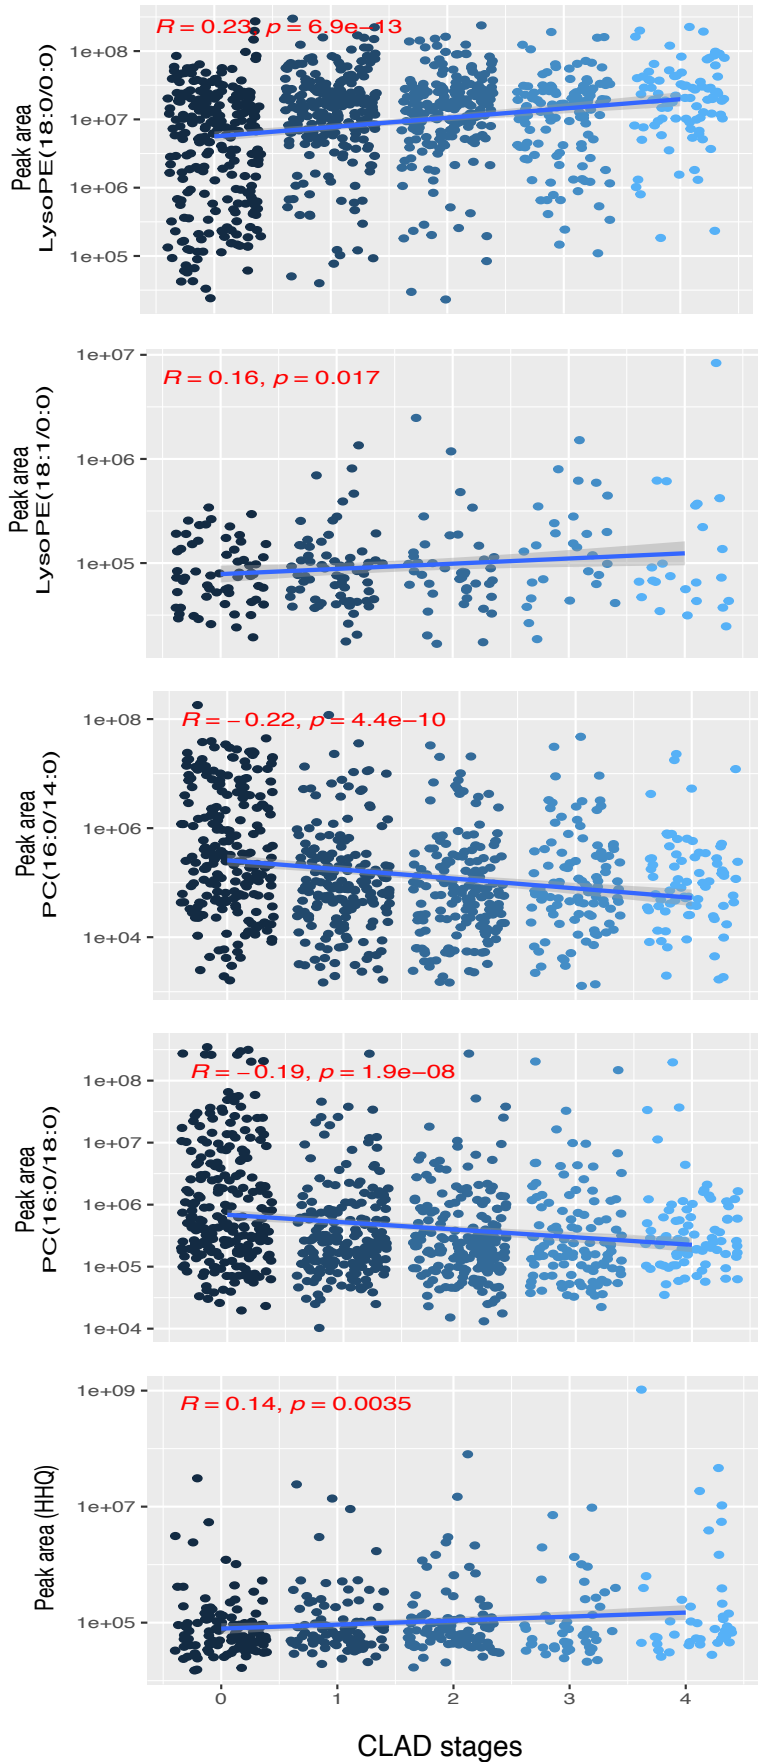 Peak area
LysoPE(18:0/0:0)
R = 0.23, p = 6.9e−13
1e+08
1e+07
1e+06
1e+05
Peak area
LysoPE(18:1/0:0)
R = 0.16, p = 0.017
1e+07
1e+06
1e+05
Peak area
PC(16:0/14:0)
R = −0.22, p = 4.4e−10
1e+08
1e+06
1e+04
Peak area
PC(16:0/18:0)
R = −0.19, p = 1.9e−08
1e+08
1e+07
1e+06
1e+05
1e+04
Peak area (HHQ)
R = 0.14, p = 0.0035
1e+09
1e+07
1e+05
0 1 2 3 4
CLAD stages